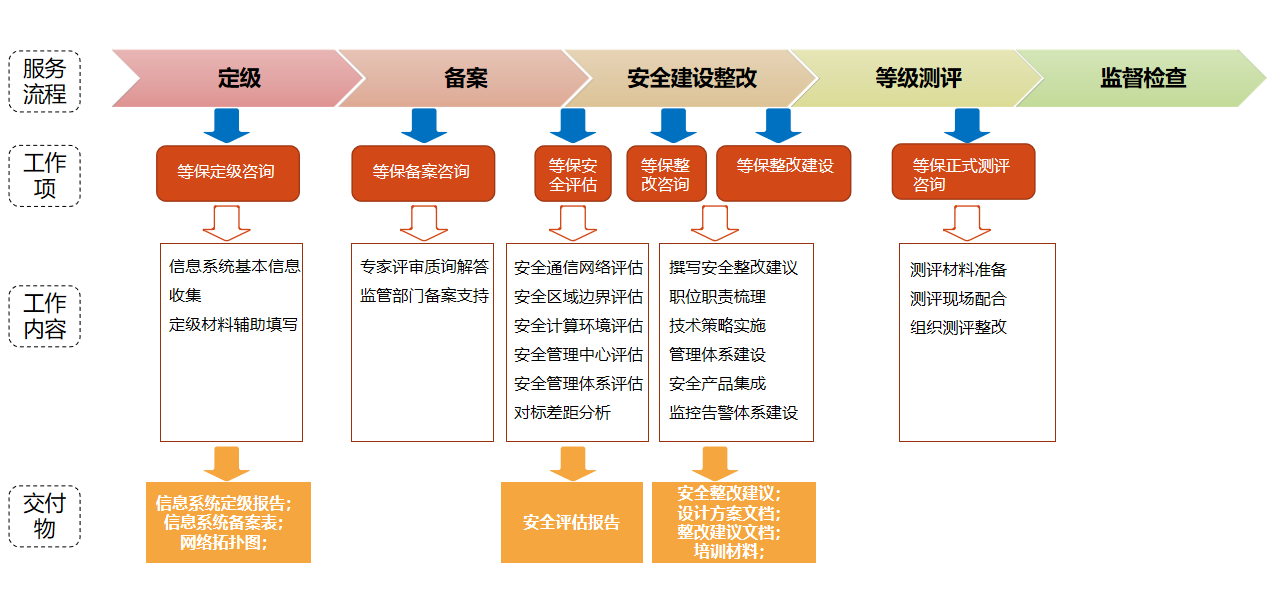 服务
流程
定级
备案
安全建设整改
等级测评
监督检查
工作
项
等保定级咨询
等保备案咨询
等保安
全评估
等保整
改咨询
等保整改建设
等保正式测评
咨询
工作
内容
信息系统基本信息
收集
定级材料辅助填写
专家评审质询解答
监管部门备案支持
安全通信网络评估
安全区域边界评估
安全计算环境评估
安全管理中心评估
安全管理体系评估
对标差距分析
撰写安全整改建议
职位职责梳理
技术策略实施
管理体系建设
安全产品集成
监控告警体系建设
测评材料准备
测评现场配合
组织测评整改
交付
物
信息系统定级报告；
信息系统备案表；
网络拓扑图；
安全评估报告
安全整改建议；
设计方案文档；
整改建议文档；
培训材料；